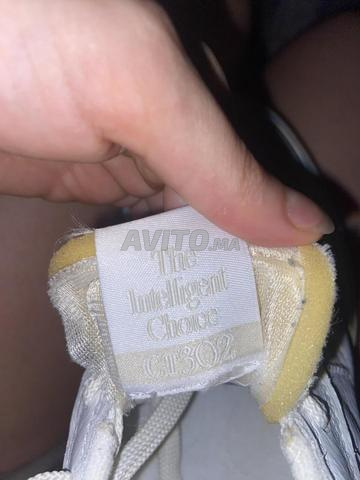 AVITO.MA
The
Intelligent
Choice
CT302